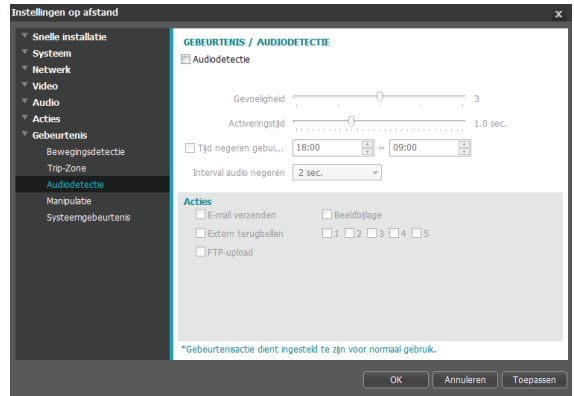 Instellingen op afstand
x
Snelle installatie
Systeem
Netwerk
Video
Audio
Acties
Gebeurtenis
Bewegingsdetectie
Trip-Zone
Audiodetectie
Manipulatie
Systeemgebeurtenis
GEBEURTENIS / AUDIODETECTIE
Audiodetectie
Gevoeligheid 3
Activeringstijd 1.0 sec.
Tijd negeren gebui... 18:00 ~ 09:00
Interval audio negeren 2 sec.
Acties
E-mail verzenden Beeldbijlage
Extern terugbellen 1 2 3 4 5
FTP-upload
*Gebeurtenisactie dient ingesteld te zijn voor normaal gebruik.
OK Annuleren Toepassen